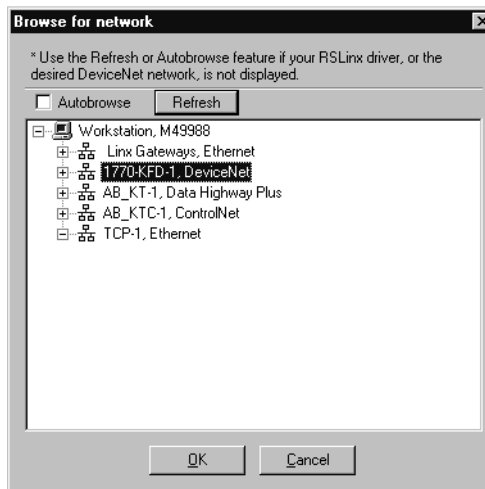 Browse for network
* Use the Refresh or Autobrowse feature if your RSLinx driver, or the
desired DeviceNet network, is not displayed.
Autobrowse Refresh
Workstation, M49988
Linx Gateways, Ethernet
1770-KFD-1, DeviceNet
AB_KT-1, Data Highway Plus
AB_KTC-1, ControlNet
TCP-1, Ethernet
OK Cancel